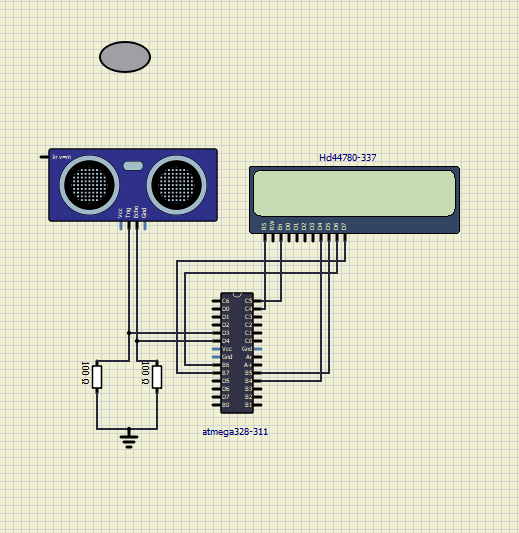 Hd44780-337
In v=m
Vcc Trig Echo Gnd
RS RW En D0 D1 D2 D3 D4 D5 D6 D7
C6 C5
D0 C4
D1 C3
D2 C2
D3 C1
D4 C0
Vcc Gnd
Gnd Ar
B6 A+
B7 B5
D5 B4
D6 B3
D7 B2
B0 B1
100 Ω
100 Ω
atmega328-311